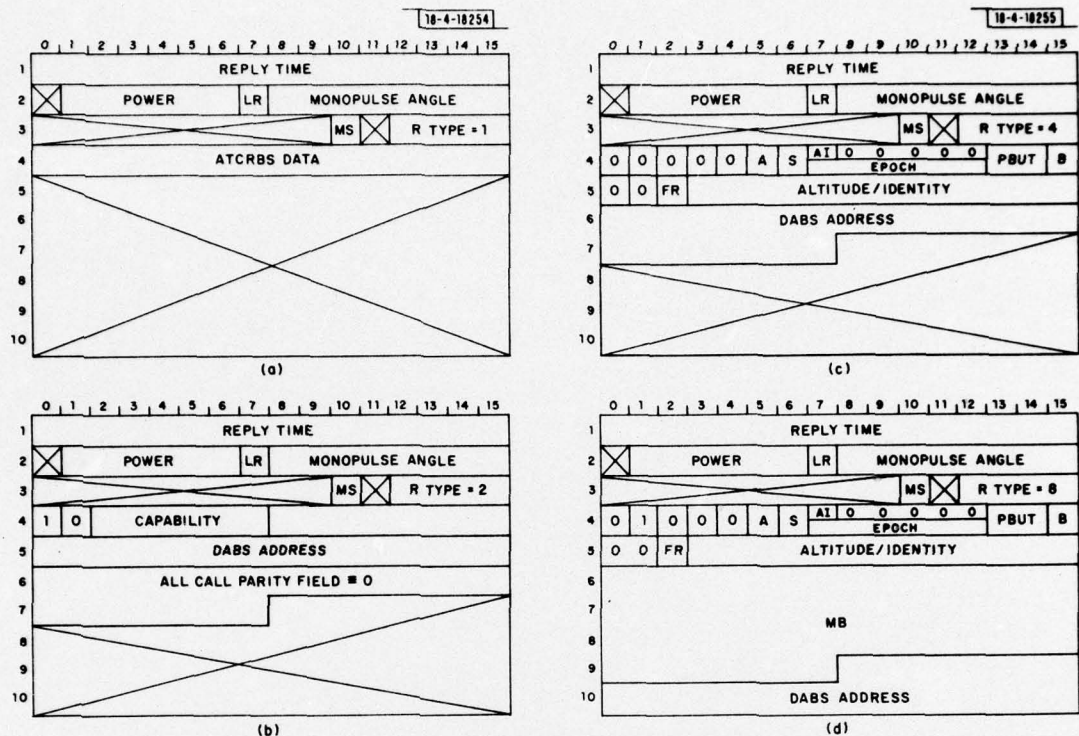 18-4-18254
0 1 2 3 4 5 6 7 8 9 10 11 12 13 14 15
1 REPLY TIME
2 POWER LR MONOPULSE ANGLE
3 MS R TYPE = 1
4 ATCRBS DATA
5
6
7
8
9
10
(a)
0 1 2 3 4 5 6 7 8 9 10 11 12 13 14 15
1 REPLY TIME
2 POWER LR MONOPULSE ANGLE
3 MS R TYPE = 2
4 1 0 CAPABILITY
5 DABS ADDRESS
6 ALL CALL PARITY FIELD ≡ 0
7
8
9
10
(b)
18-4-18255
0 1 2 3 4 5 6 7 8 9 10 11 12 13 14 15
1 REPLY TIME
2 POWER LR MONOPULSE ANGLE
3 MS R TYPE = 4
4 0 0 0 0 0 A S AI 0 0 0 0 0 PBUT B
EPOCH
5 0 0 FR ALTITUDE/IDENTITY
6 DABS ADDRESS
7
8
9
10
(c)
0 1 2 3 4 5 6 7 8 9 10 11 12 13 14 15
1 REPLY TIME
2 POWER LR MONOPULSE ANGLE
3 MS R TYPE = 8
4 0 1 0 0 0 A S AI 0 0 0 0 0 PBUT B
EPOCH
5 0 0 FR ALTITUDE/IDENTITY
6
7 MB
8
9
10 DABS ADDRESS
(d)